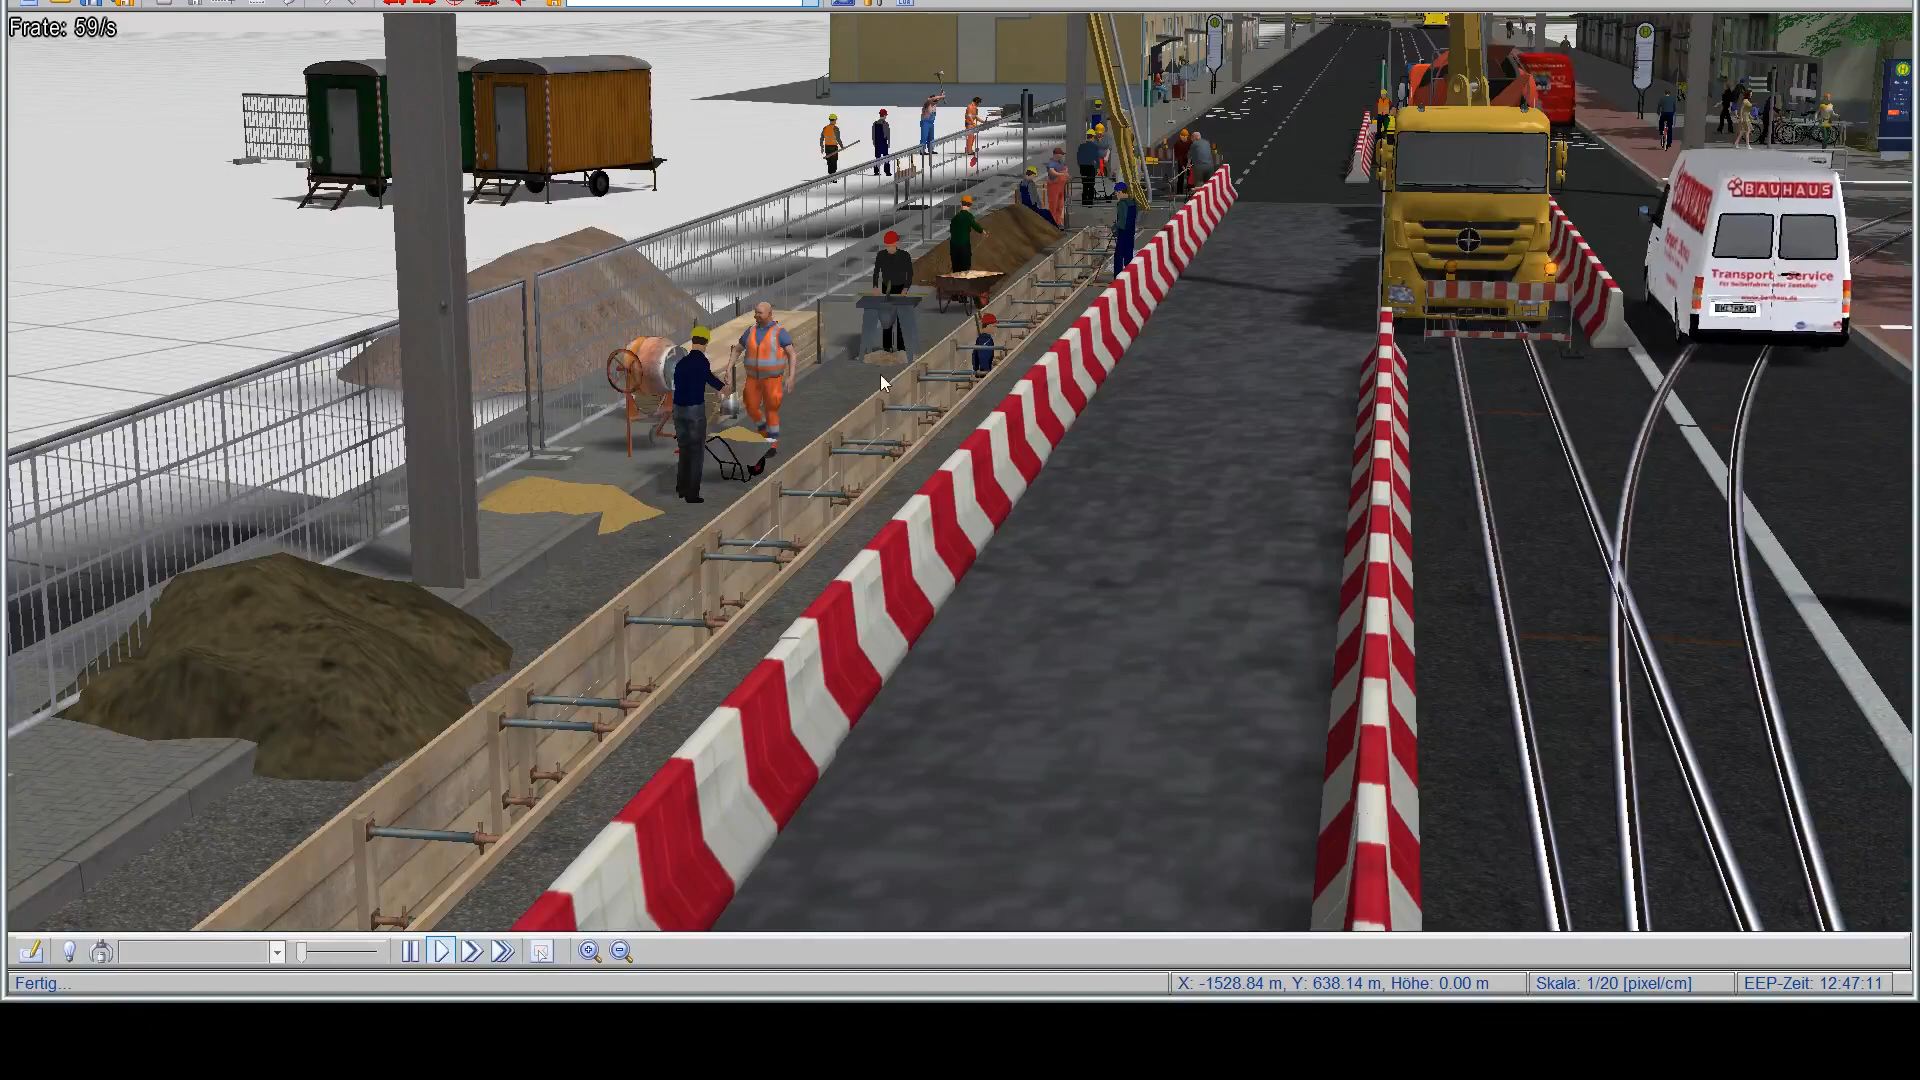 Frate: 59/s
BAUHAUS
Transport - Service
Fertig...
X: -1528.84 m, Y: 638.14 m, Höhe: 0.00 m
Skala: 1/20 [pixel/cm]
EEP-Zeit: 12:47:11